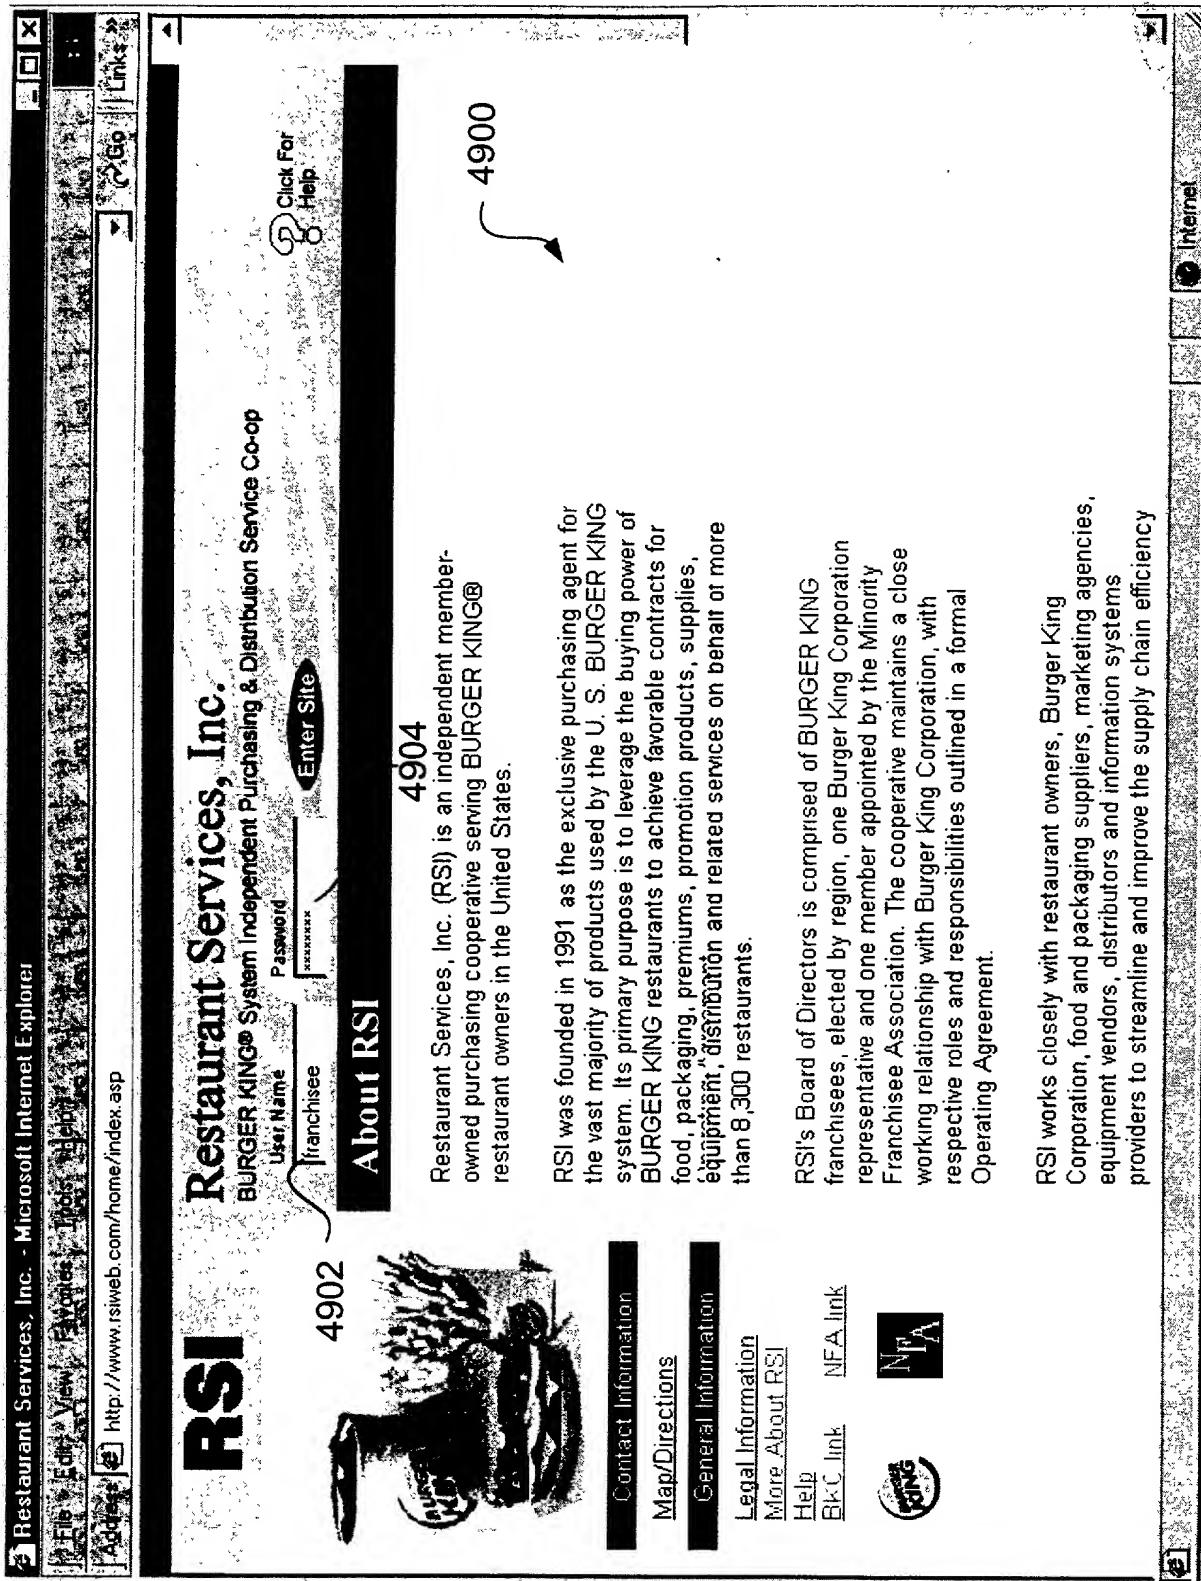 Restaurant Services, Inc. - Microsoft Internet Explorer
File Edit View Favorites Tools Help
Address http://www.rsiweb.com/home/index.asp Go Links »
RSI
Restaurant Services, Inc.
BURGER KING® System Independent Purchasing & Distribution Service Co-op
User Name Password
franchisee ******** Enter Site
Click For
Help.
4902
4904
4900
About RSI
Restaurant Services, Inc. (RSI) is an independent member-
owned purchasing cooperative serving BURGER KING®
restaurant owners in the United States.
RSI was founded in 1991 as the exclusive purchasing agent for
the vast majority of products used by the U. S. BURGER KING
system. Its primary purpose is to leverage the buying power of
BURGER KING restaurants to achieve favorable contracts for
food, packaging, premiums, promotion products, supplies,
equipment, distribution and related services on behalf of more
than 8,300 restaurants.
RSI's Board of Directors is comprised of BURGER KING
franchisees, elected by region, one Burger King Corporation
representative and one member appointed by the Minority
Franchisee Association. The cooperative maintains a close
working relationship with Burger King Corporation, with
respective roles and responsibilities outlined in a formal
Operating Agreement.
RSI works closely with restaurant owners, Burger King
Corporation, food and packaging suppliers, marketing agencies,
equipment vendors, distributors and information systems
providers to streamline and improve the supply chain efficiency
Contact Information
Map/Directions
General Information
Legal Information
More About RSI
Help
BKC link NFA link
BURGER KING
NFA
Internet